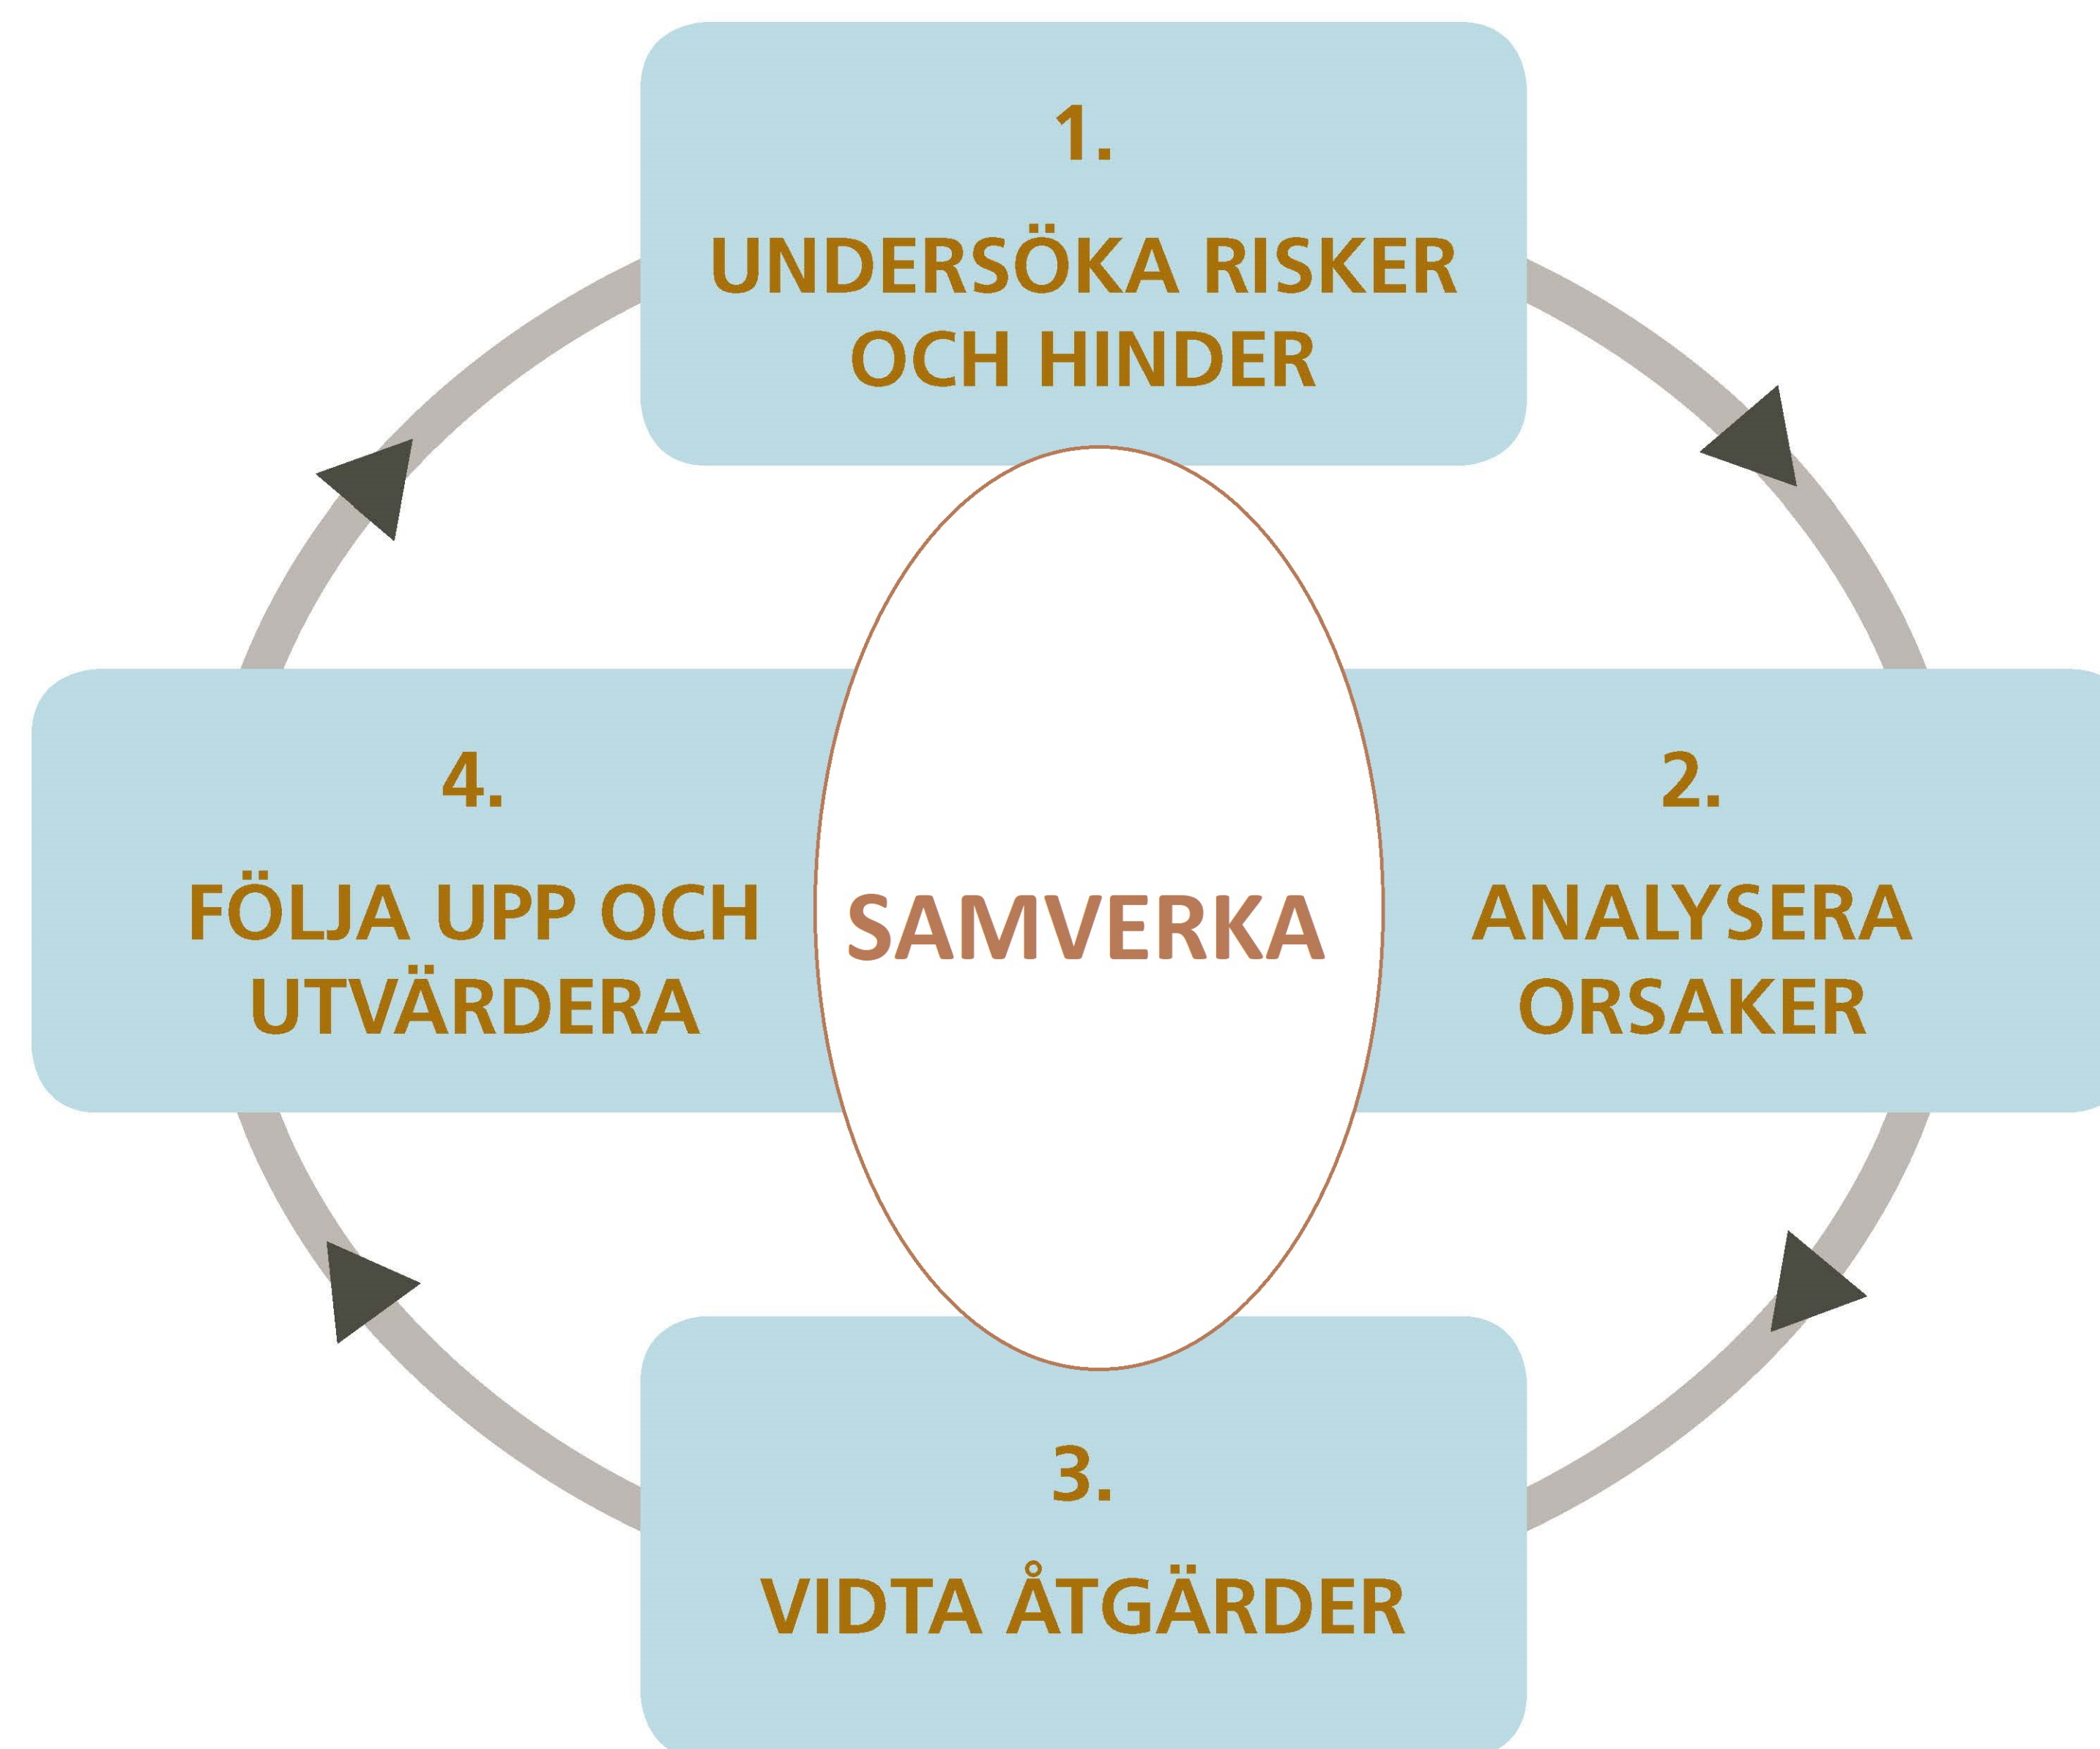 1.
UNDERSÖKA RISKER
OCH HINDER
2.
ANALYSERA
ORSAKER
3.
VIDTA ÅTGÄRDER
4.
FÖLJA UPP OCH
UTVÄRDERA
SAMVERKA